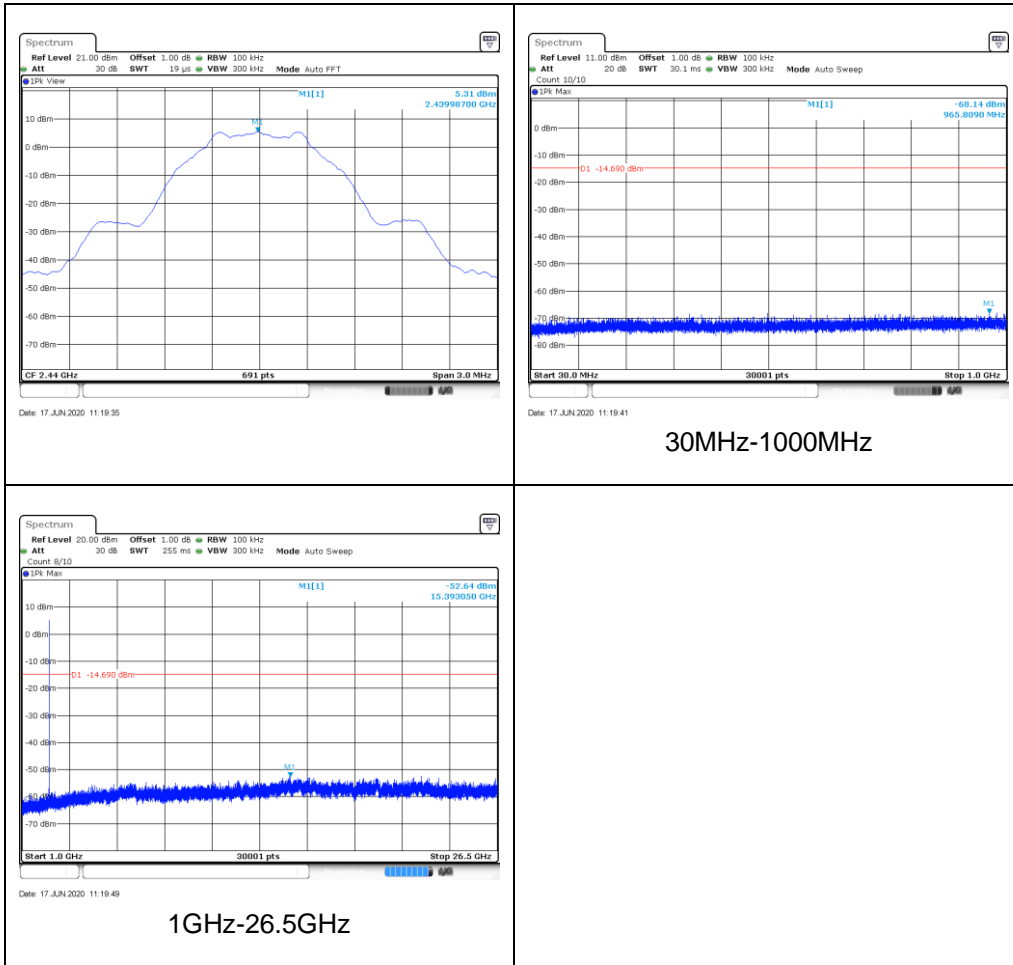 Spectrum
Ref Level 21.00 dBm Offset 1.00 dB RBW 100 kHz
Att 30 dB SWT 19 µs VBW 300 kHz Mode Auto FFT
1Pk View
M1[1] 5.31 dBm
2.43998700 GHz
M1
10 dBm
0 dBm
-10 dBm
-20 dBm
-30 dBm
-40 dBm
-50 dBm
-60 dBm
-70 dBm
CF 2.44 GHz 691 pts Span 3.0 MHz
Date: 17.JUN.2020 11:19:35
Spectrum
Ref Level 11.00 dBm Offset 1.00 dB RBW 100 kHz
Att 20 dB SWT 30.1 ms VBW 300 kHz Mode Auto Sweep
Count 10/10
1Pk Max
M1[1] -68.14 dBm
965.8090 MHz
0 dBm
-10 dBm
D1 -14.690 dBm
-20 dBm
-30 dBm
-40 dBm
-50 dBm
-60 dBm
M1
-70 dBm
-80 dBm
Start 30.0 MHz 30001 pts Stop 1.0 GHz
Date: 17.JUN.2020 11:19:41
30MHz-1000MHz
Spectrum
Ref Level 20.00 dBm Offset 1.00 dB RBW 100 kHz
Att 30 dB SWT 255 ms VBW 300 kHz Mode Auto Sweep
Count 8/10
1Pk Max
M1[1] -52.64 dBm
15.393050 GHz
10 dBm
0 dBm
-10 dBm
D1 -14.690 dBm
-20 dBm
-30 dBm
-40 dBm
-50 dBm
M1
-60 dBm
-70 dBm
Start 1.0 GHz 30001 pts Stop 26.5 GHz
Date: 17.JUN.2020 11:19:49
1GHz-26.5GHz